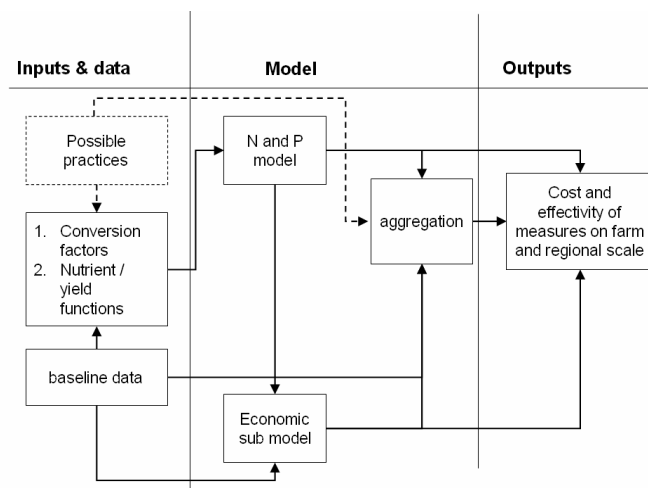 Inputs & data
Model
Outputs
Possible
practices
N and P
model
1. Conversion
factors
2. Nutrient /
yield
functions
aggregation
Cost and
effectivity of
measures on farm
and regional scale
baseline data
Economic
sub model